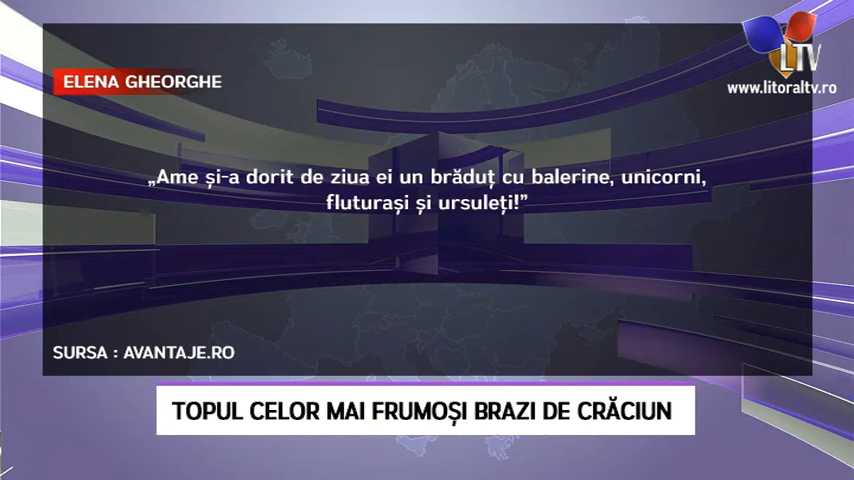 LTV
www.litoraltv.ro
ELENA GHEORGHE
„Ame și-a dorit de ziua ei un brăduț cu balerine, unicorni,
fluturași și ursuleți!”
SURSA : AVANTAJE.RO
TOPUL CELOR MAI FRUMOȘI BRAZI DE CRĂCIUN